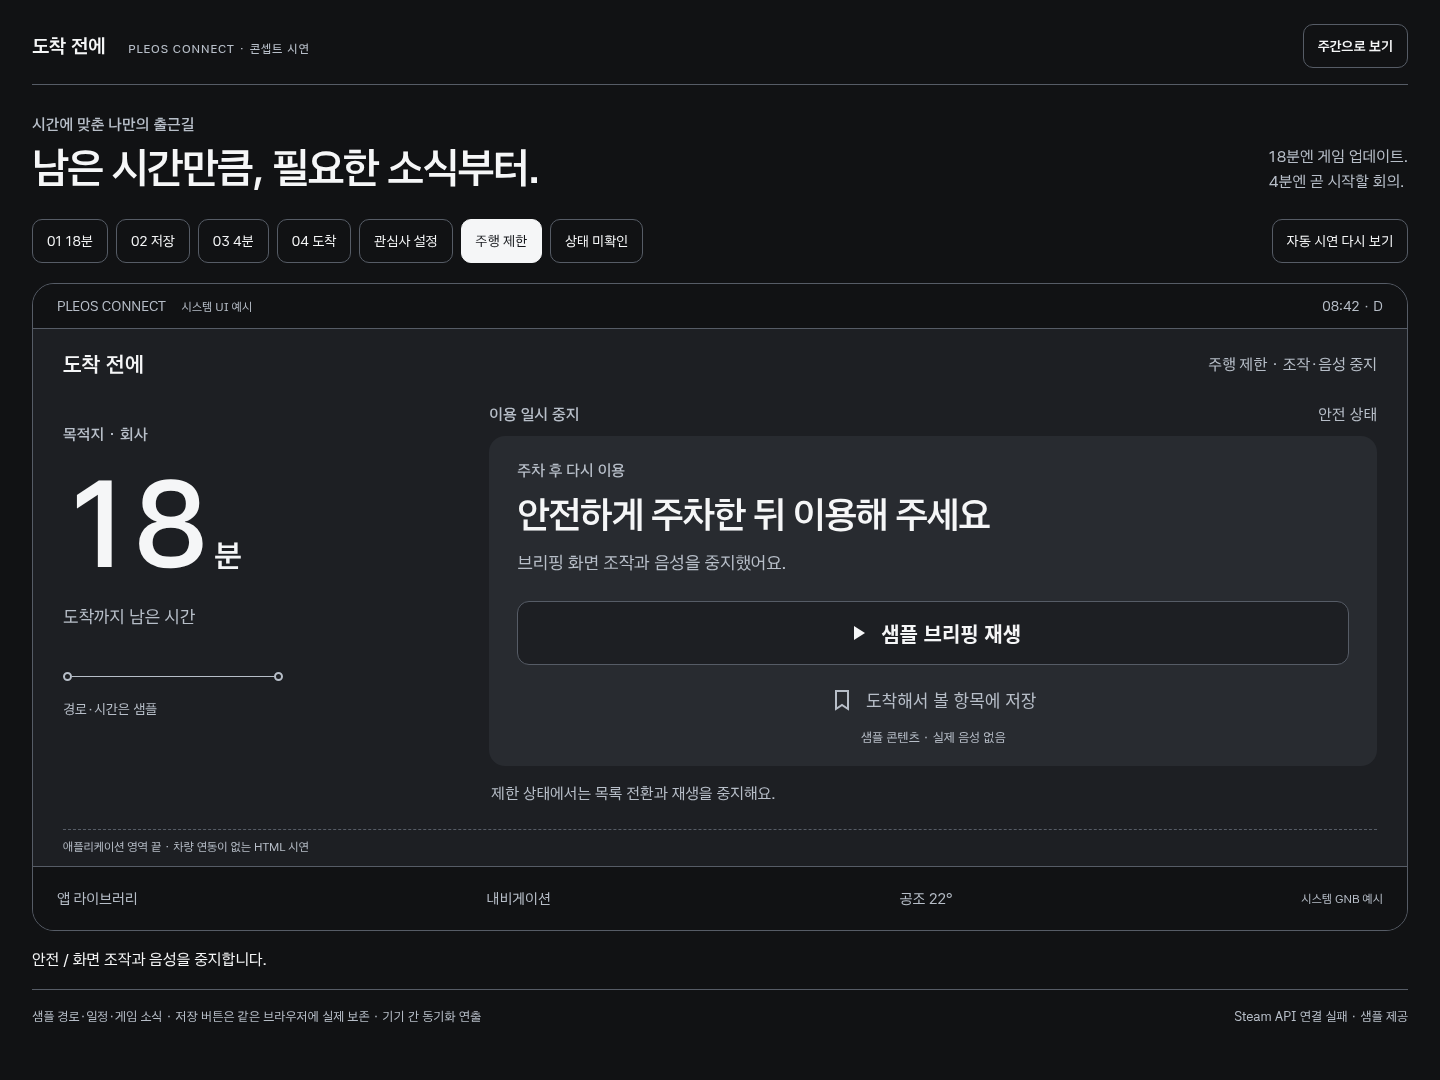 도착 전에
PLEOS CONNECT · 콘셉트 시연
주간으로 보기
시간에 맞춘 나만의 출근길
남은 시간만큼, 필요한 소식부터.
18분엔 게임 업데이트.
4분엔 곧 시작할 회의.
01 18분
02 저장
03 4분
04 도착
관심사 설정
주행 제한
상태 미확인
자동 시연 다시 보기
PLEOS CONNECT
시스템 UI 예시
08:42 · D
도착 전에
주행 제한 · 조작·음성 중지
목적지 · 회사
18분
도착까지 남은 시간
경로·시간은 샘플
이용 일시 중지
안전 상태
주차 후 다시 이용
안전하게 주차한 뒤 이용해 주세요
브리핑 화면 조작과 음성을 중지했어요.
샘플 브리핑 재생
도착해서 볼 항목에 저장
샘플 콘텐츠 · 실제 음성 없음
제한 상태에서는 목록 전환과 재생을 중지해요.
애플리케이션 영역 끝 · 차량 연동이 없는 HTML 시연
앱 라이브러리
내비게이션
공조 22°
시스템 GNB 예시
안전 / 화면 조작과 음성을 중지합니다.
샘플 경로·일정·게임 소식 · 저장 버튼은 같은 브라우저에 실제 보존 · 기기 간 동기화 연출
Steam API 연결 실패 · 샘플 제공